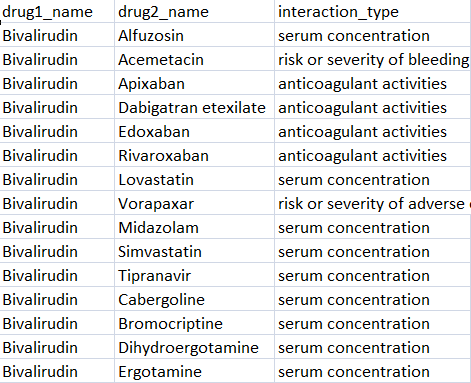 drug1_name drug2_name interaction_type
Bivalirudin Alfuzosin serum concentration
Bivalirudin Acemetacin risk or severity of bleeding
Bivalirudin Apixaban anticoagulant activities
Bivalirudin Dabigatran etexilate anticoagulant activities
Bivalirudin Edoxaban anticoagulant activities
Bivalirudin Rivaroxaban anticoagulant activities
Bivalirudin Lovastatin serum concentration
Bivalirudin Vorapaxar risk or severity of adverse
Bivalirudin Midazolam serum concentration
Bivalirudin Simvastatin serum concentration
Bivalirudin Tipranavir serum concentration
Bivalirudin Cabergoline serum concentration
Bivalirudin Bromocriptine serum concentration
Bivalirudin Dihydroergotamine serum concentration
Bivalirudin Ergotamine serum concentration